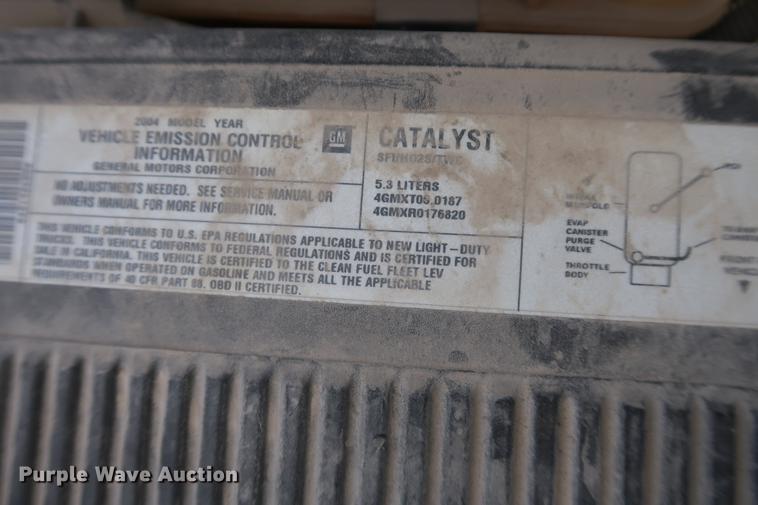 2004 MODEL YEAR
VEHICLE EMISSION CONTROL
INFORMATION
GENERAL MOTORS CORPORATION
GM
NO ADJUSTMENTS NEEDED. SEE SERVICE MANUAL OR
OWNERS MANUAL FOR MORE INFORMATION.
CATALYST
SFI/HO2S/TWC
5.3 LITERS
4GMXT05.0187
4GMXR0176820
THIS VEHICLE CONFORMS TO U.S. EPA REGULATIONS APPLICABLE TO NEW LIGHT-DUTY
TRUCKS. THIS VEHICLE CONFORMS TO FEDERAL REGULATIONS AND IS CERTIFIED FOR
SALE IN CALIFORNIA. THIS VEHICLE IS CERTIFIED TO THE CLEAN FUEL FLEET LEV
STANDARDS WHEN OPERATED ON GASOLINE AND MEETS ALL THE APPLICABLE
REQUIREMENTS OF 40 CFR PART 88. OBD II CERTIFIED.
MANIFOLD
EVAP
CANISTER
PURGE
VALVE
THROTTLE
BODY
Purple Wave Auction